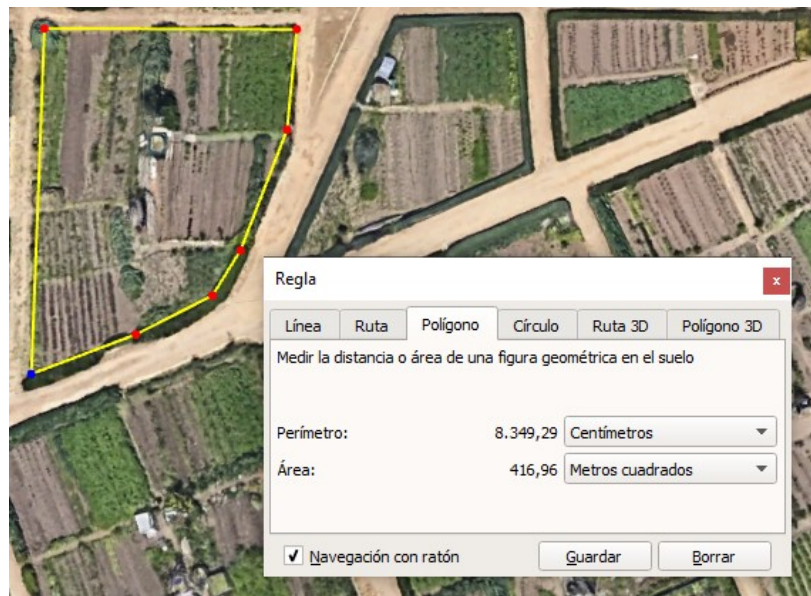 Regla
x
Línea Ruta Polígono Círculo Ruta 3D Polígono 3D
Medir la distancia o área de una figura geométrica en el suelo
Perímetro: 8.349,29 Centímetros
Área: 416,96 Metros cuadrados
Navegación con ratón Guardar Borrar